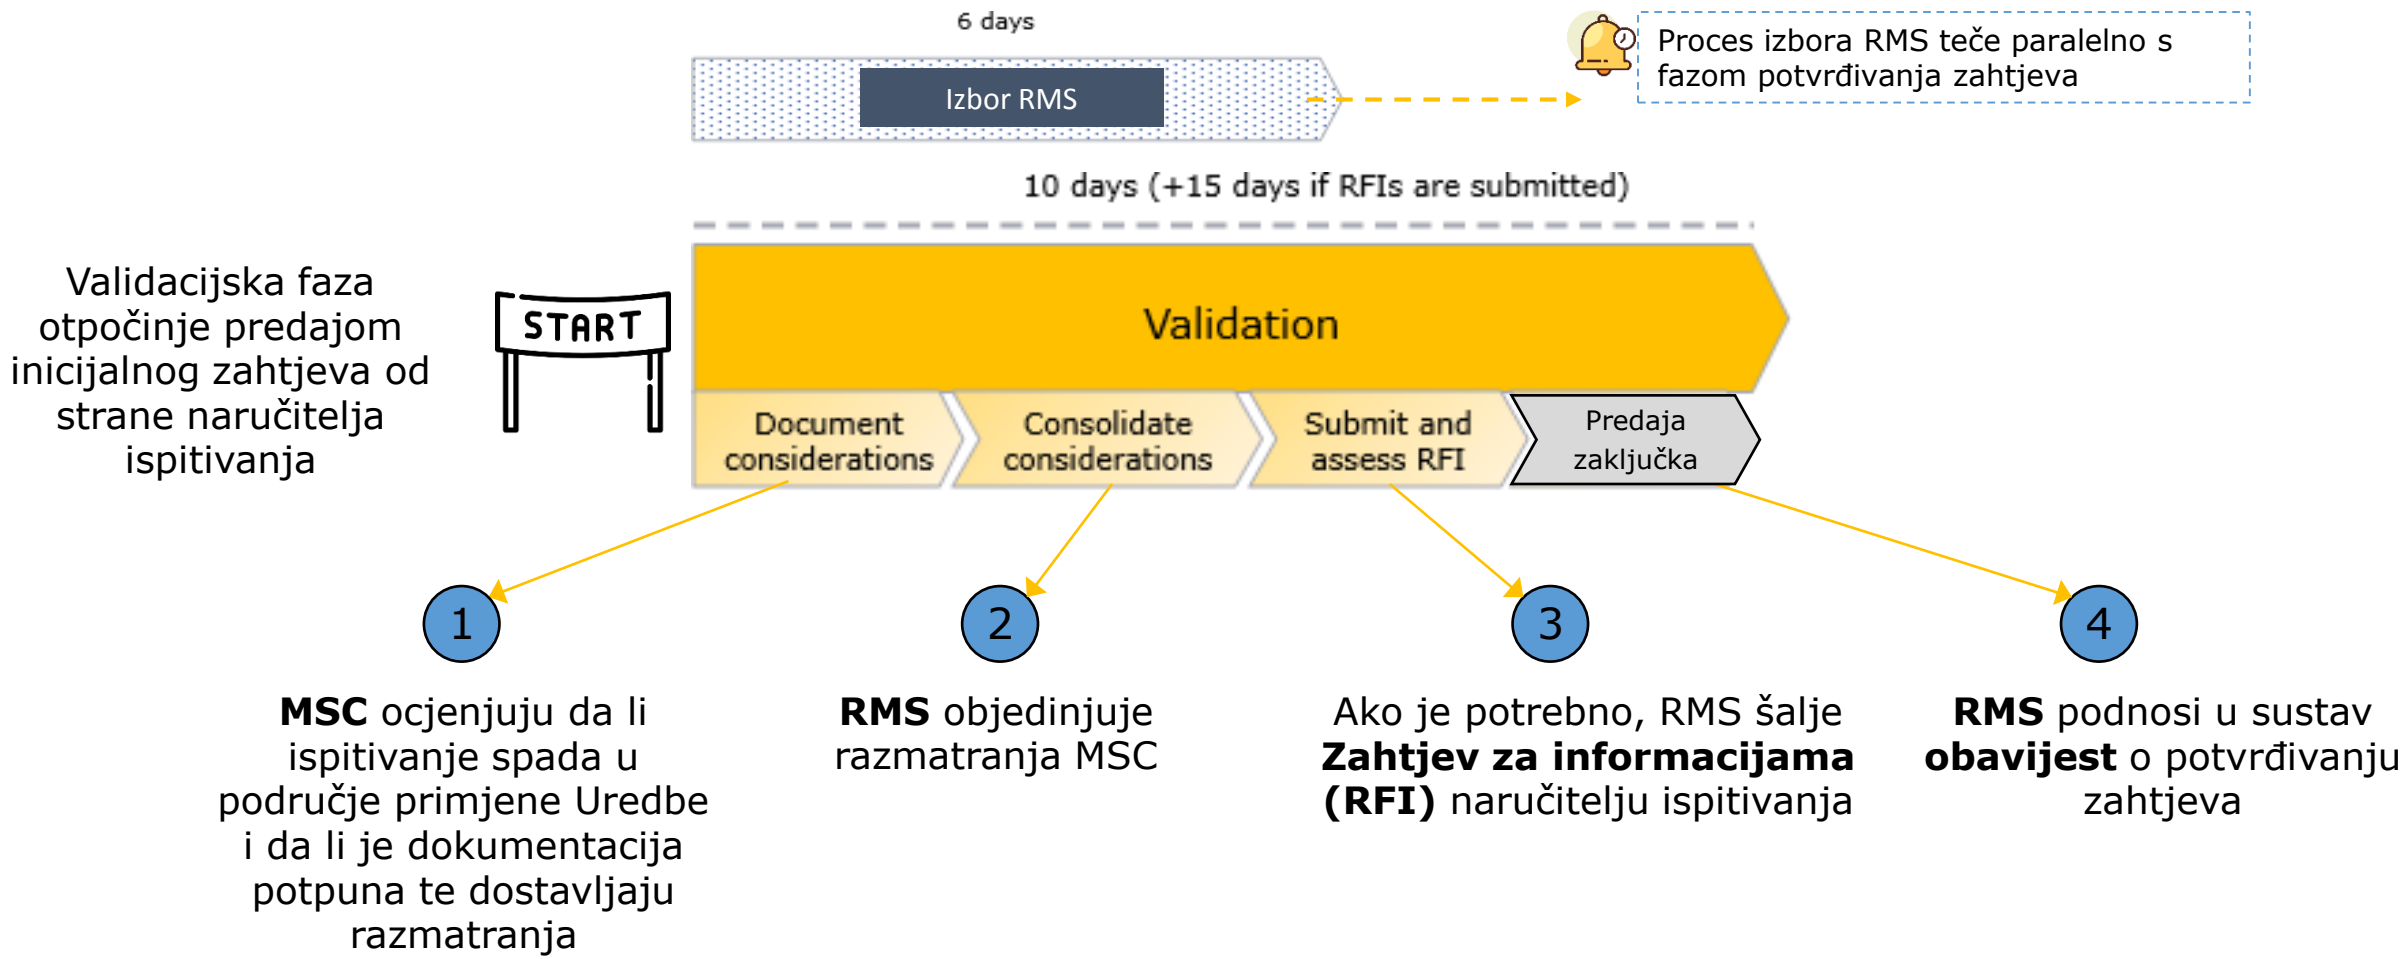 6 days
Izbor RMS
Proces izbora RMS teče paralelno s
fazom potvrđivanja zahtjeva
10 days (+15 days if RFIs are submitted)
Validacijska faza
otpočinje predajom
inicijalnog zahtjeva od
strane naručitelja
ispitivanja
START
Validation
Document
considerations
Consolidate
considerations
Submit and
assess RFI
Predaja
zaključka
1
MSC ocjenjuju da li
ispitivanje spada u
područje primjene Uredbe
i da li je dokumentacija
potpuna te dostavljaju
razmatranja
2
RMS objedinjuje
razmatranja MSC
3
Ako je potrebno, RMS šalje
Zahtjev za informacijama
(RFI) naručitelju ispitivanja
4
RMS podnosi u sustav
obavijest o potvrđivanju
zahtjeva